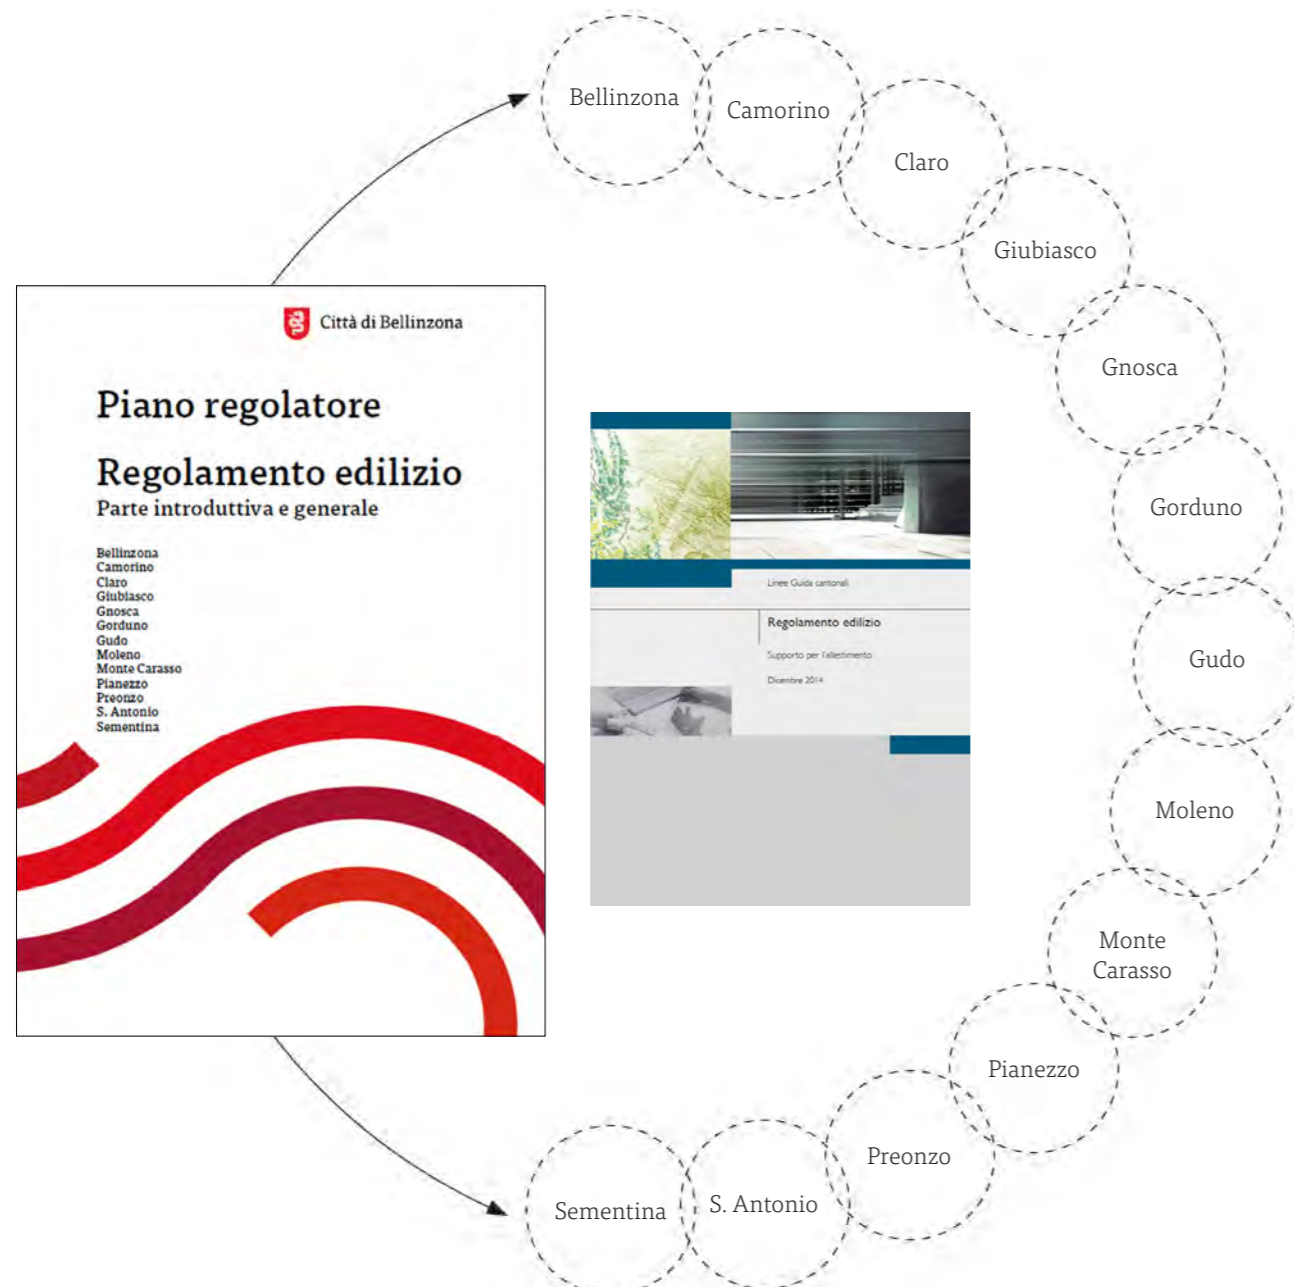 Città di Bellinzona
Piano regolatore
Regolamento edilizio
Parte introduttiva e generale
Bellinzona
Camorino
Claro
Giubiasco
Gnosca
Gorduno
Gudo
Moleno
Monte Carasso
Pianezzo
Preonzo
S. Antonio
Sementina
Linee Guida cantonali
Regolamento edilizio
Supporto per l'allestimento
Dicembre 2014
Bellinzona
Camorino
Claro
Giubiasco
Gnosca
Gorduno
Gudo
Moleno
Monte
Carasso
Pianezzo
Preonzo
S. Antonio
Sementina